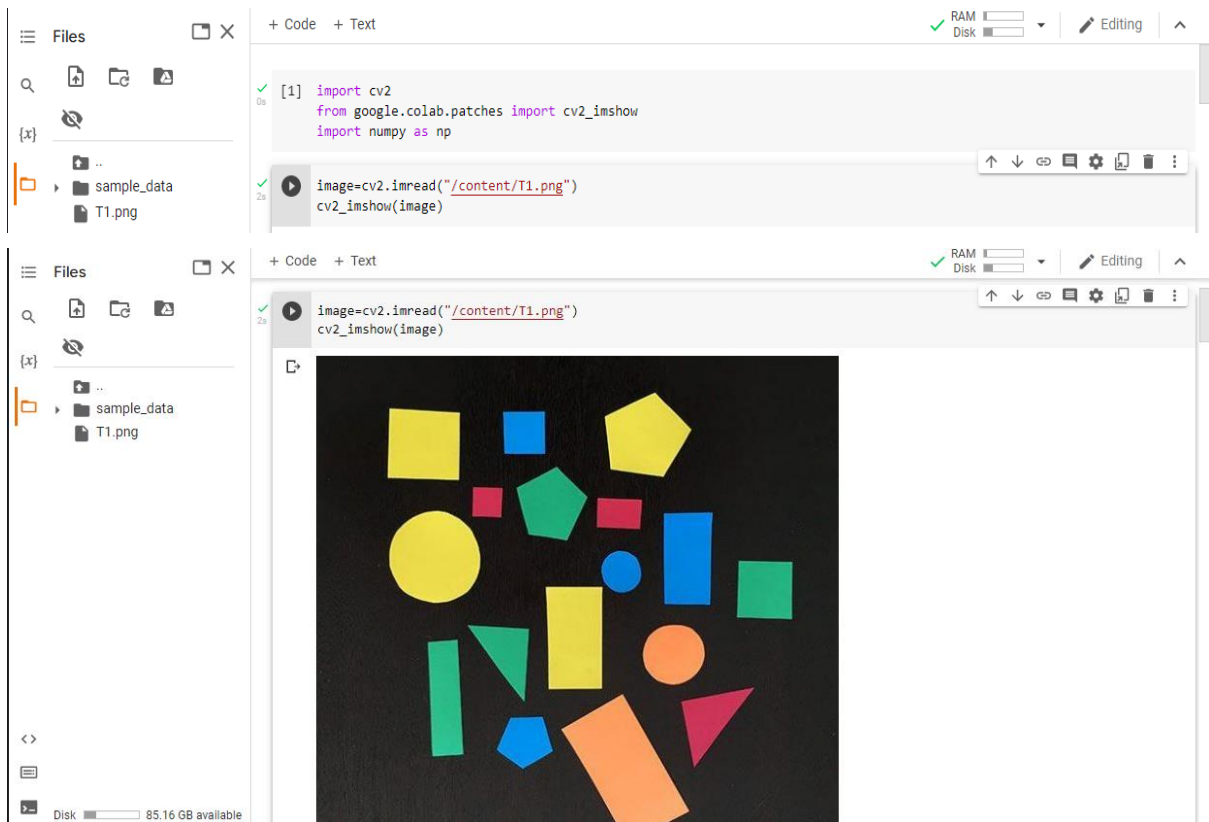 Files
+ Code + Text
RAM
Disk
Editing
[1] import cv2
0s
from google.colab.patches import cv2_imshow
{x}
import numpy as np
..
sample_data
image=cv2.imread("/content/T1.png")
2s
T1.png
cv2_imshow(image)
Files
+ Code + Text
RAM
Disk
Editing
image=cv2.imread("/content/T1.png")
2s
cv2_imshow(image)
{x}
..
sample_data
T1.png
Disk 85.16 GB available